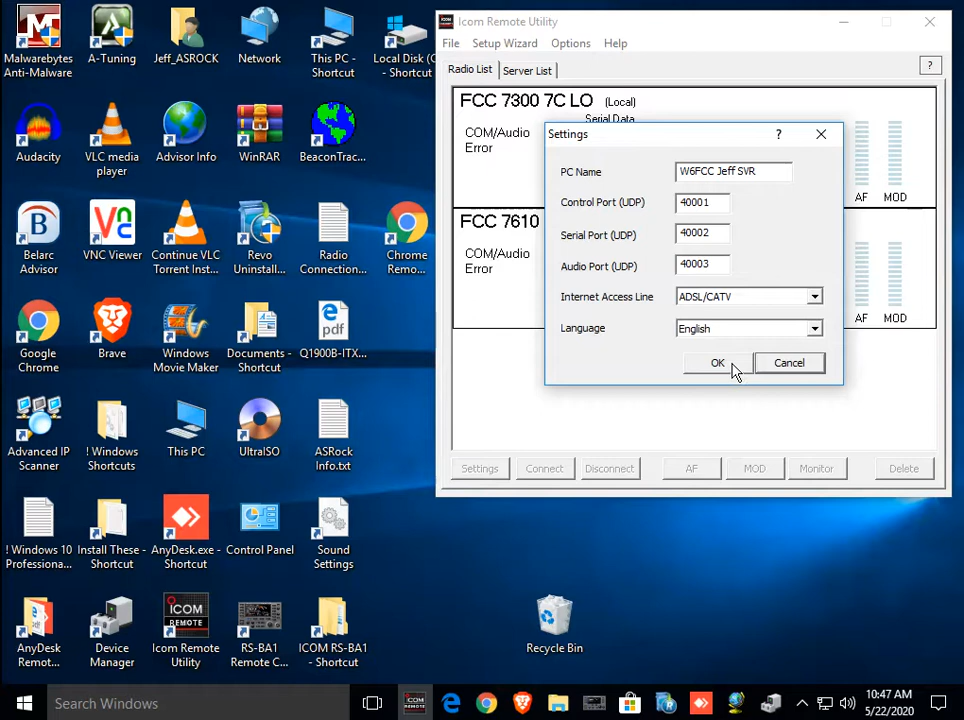 Malwarebytes
Anti-Malware
A-Tuning
Jeff_ASROCK
Network
This PC -
Shortcut
Local Disk (C
- Shortcut
Audacity
VLC media
player
Advisor Info
WinRAR
BeaconTrac...
Belarc
Advisor
VNC Viewer
Continue VLC
Torrent Inst...
Revo
Uninstall...
Radio
Connection...
Chrome
Remo...
Google
Chrome
Brave
Windows
Movie Maker
Documents -
Shortcut
pdf
Q1900B-ITX...
Advanced IP
Scanner
! Windows
Shortcuts
This PC
UltraISO
ASRock
Info.txt
! Windows 10
Professiona...
Install These -
Shortcut
AnyDesk.exe -
Shortcut
Control Panel
Sound
Settings
AnyDesk
Remot...
Device
Manager
ICOM
REMOTE
Icom Remote
Utility
RS-BA1
Remote C...
ICOM RS-BA1
- Shortcut
Recycle Bin
Icom Remote Utility
File Setup Wizard Options Help
Radio List Server List ?
FCC 7300 7C LO (Local)
Serial Data
COM/Audio
Error
AF MOD
FCC 7610
COM/Audio
Error
AF MOD
Settings ?
PC Name W6FCC Jeff SVR
Control Port (UDP) 40001
Serial Port (UDP) 40002
Audio Port (UDP) 40003
Internet Access Line ADSL/CATV
Language English
OK Cancel
Settings Connect Disconnect AF MOD Monitor Delete
Search Windows
10:47 AM
5/22/2020